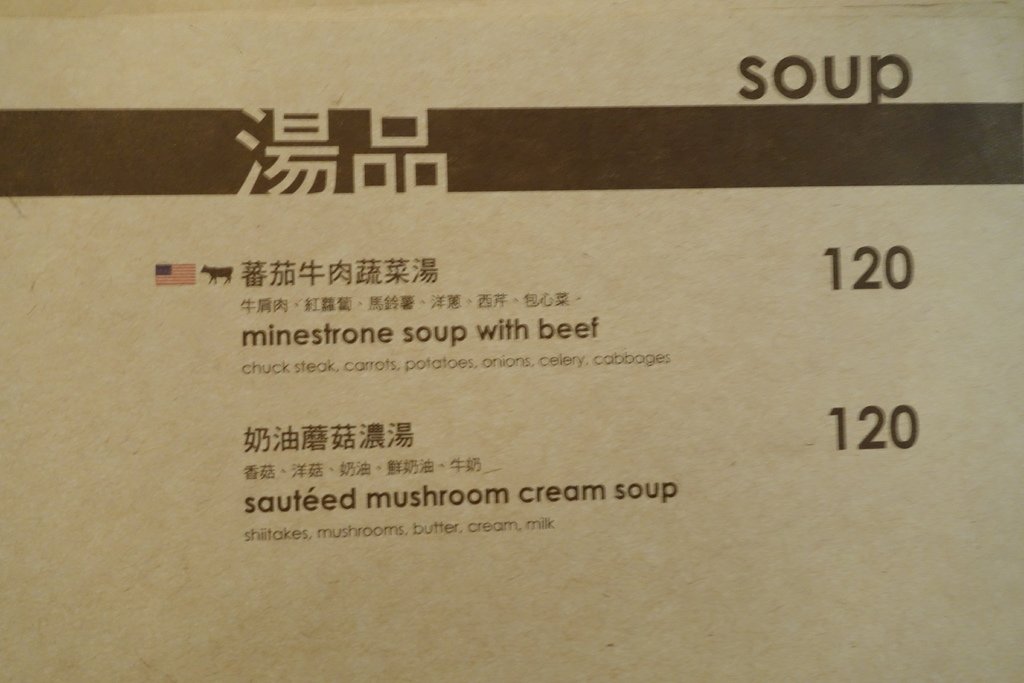 soup
湯品
蕃茄牛肉蔬菜湯 120
牛肩肉、紅蘿蔔、馬鈴薯、洋蔥、西芹、包心菜。
minestrone soup with beef
chuck steak, carrots, potatoes, onions, celery, cabbages
奶油蘑菇濃湯 120
香菇、洋菇、奶油、鮮奶油、牛奶
sautéed mushroom cream soup
shiitakes, mushrooms, butter, cream, milk